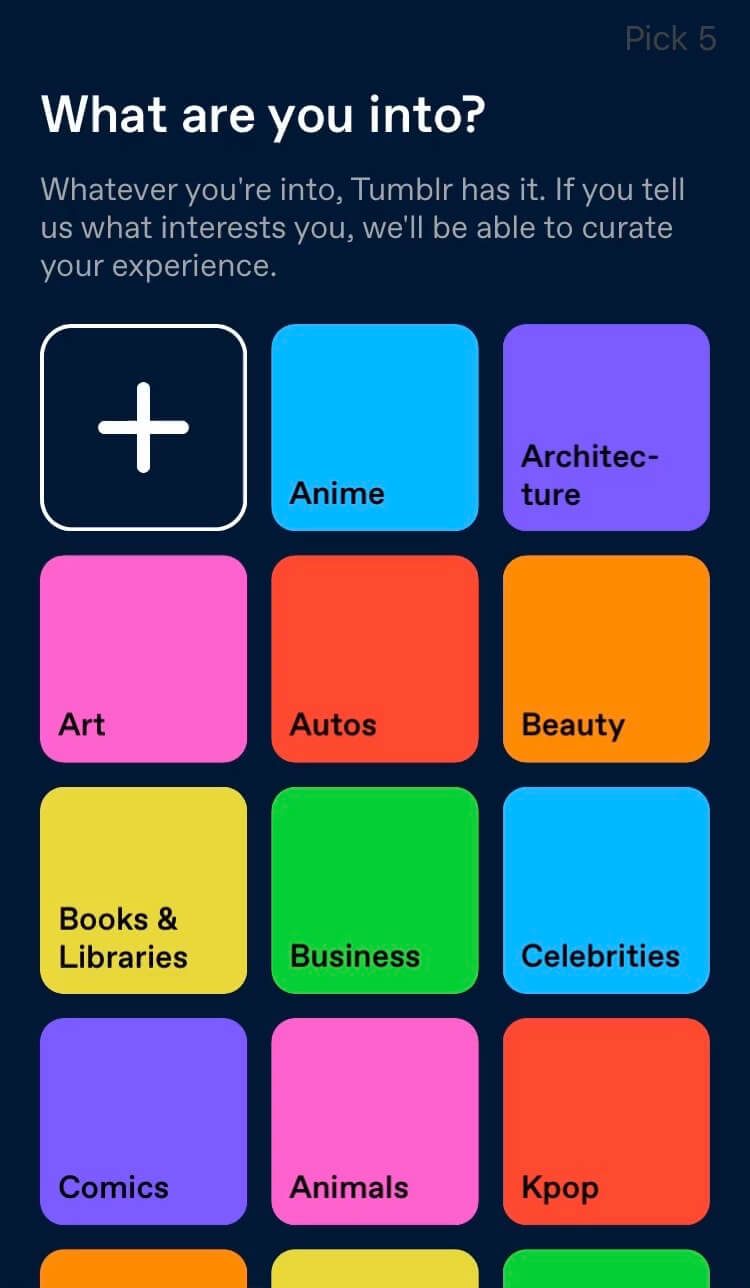 Pick 5
What are you into?
Whatever you're into, Tumblr has it. If you tell
us what interests you, we'll be able to curate
your experience.
Anime
Architec-
ture
Art
Autos
Beauty
Books &
Libraries
Business
Celebrities
Comics
Animals
Kpop